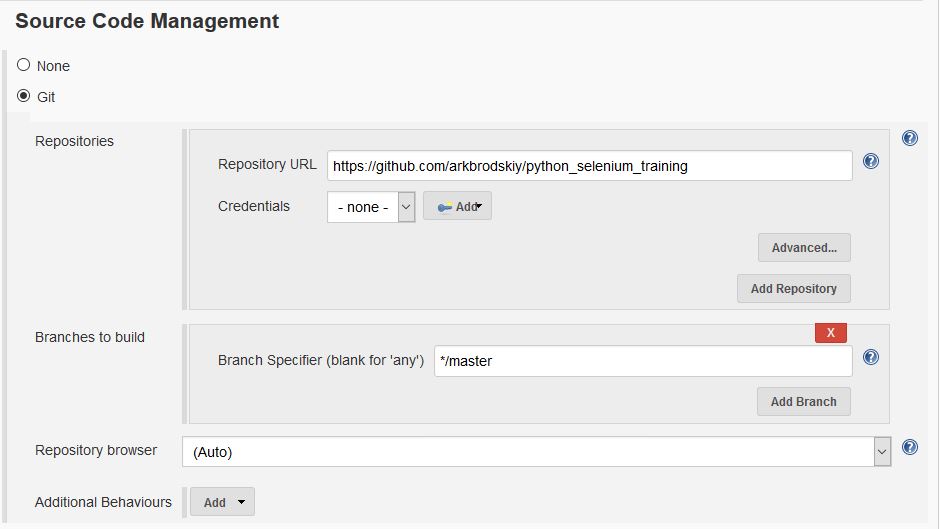 Source Code Management
None
Git
Repositories
Repository URL https://github.com/arkbrodskiy/python_selenium_training
Credentials - none - Add
Advanced...
Add Repository
Branches to build
X
Branch Specifier (blank for 'any') */master
Add Branch
Repository browser (Auto)
Additional Behaviours Add